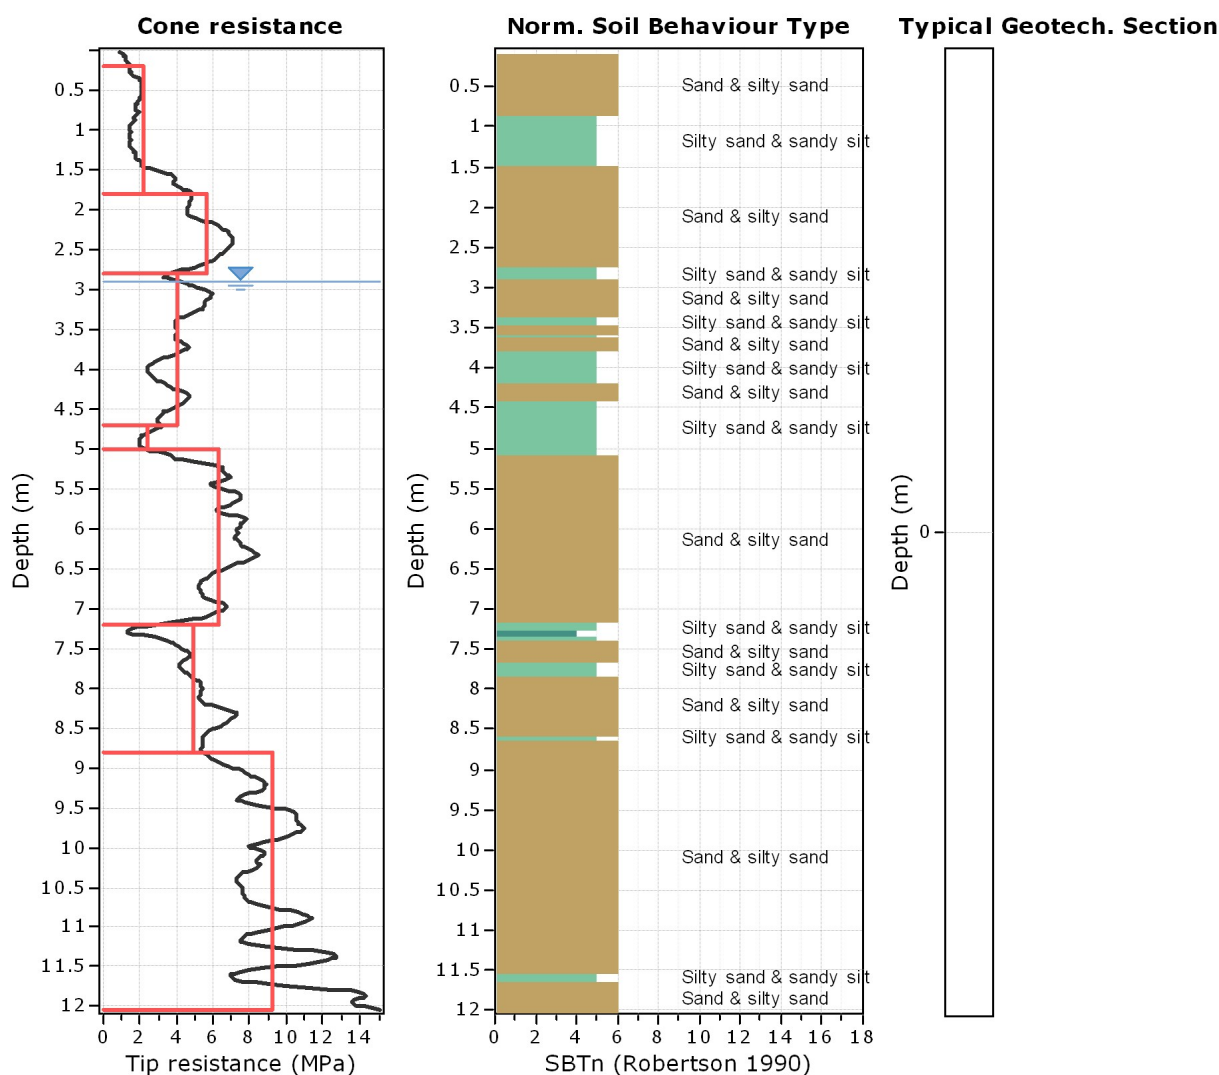 Cone resistance
Depth (m)
0.5
1
1.5
2
2.5
3
3.5
4
4.5
5
5.5
6
6.5
7
7.5
8
8.5
9
9.5
10
10.5
11
11.5
12
0 2 4 6 8 10 12 14
Tip resistance (MPa)
Norm. Soil Behaviour Type
Depth (m)
0.5
1
1.5
2
2.5
3
3.5
4
4.5
5
5.5
6
6.5
7
7.5
8
8.5
9
9.5
10
10.5
11
11.5
12
Sand & silty sand
Silty sand & sandy silt
Sand & silty sand
Silty sand & sandy silt
Sand & silty sand
Silty sand & sandy silt
Sand & silty sand
Silty sand & sandy silt
Sand & silty sand
Silty sand & sandy silt
Sand & silty sand
Silty sand & sandy silt
Sand & silty sand
Silty sand & sandy silt
Sand & silty sand
Silty sand & sandy silt
Sand & silty sand
Silty sand & sandy silt
Sand & silty sand
0 2 4 6 8 10 12 14 16 18
SBTn (Robertson 1990)
Typical Geotech. Section
Depth (m)
0